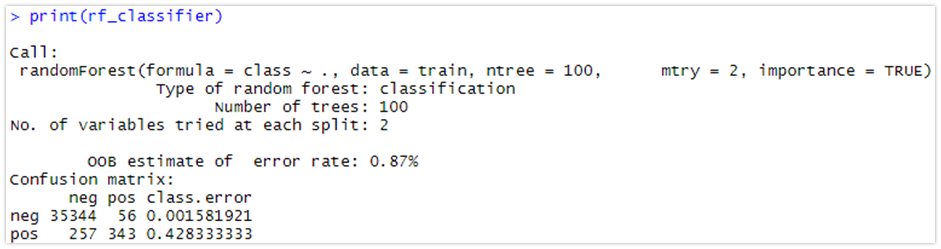 > print(rf_classifier)
Call:
randomForest(formula = class ~ ., data = train, ntree = 100,      mtry = 2, importance = TRUE)
Type of random forest: classification
Number of trees: 100
No. of variables tried at each split: 2
OOB estimate of  error rate: 0.87%
Confusion matrix:
neg pos class.error
neg 35344  56 0.001581921
pos   257 343 0.428333333